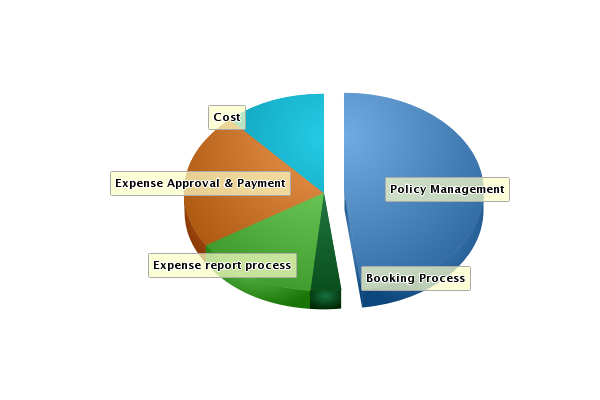 Cost
Expense Approval & Payment
Policy Management
Expense report process
Booking Process